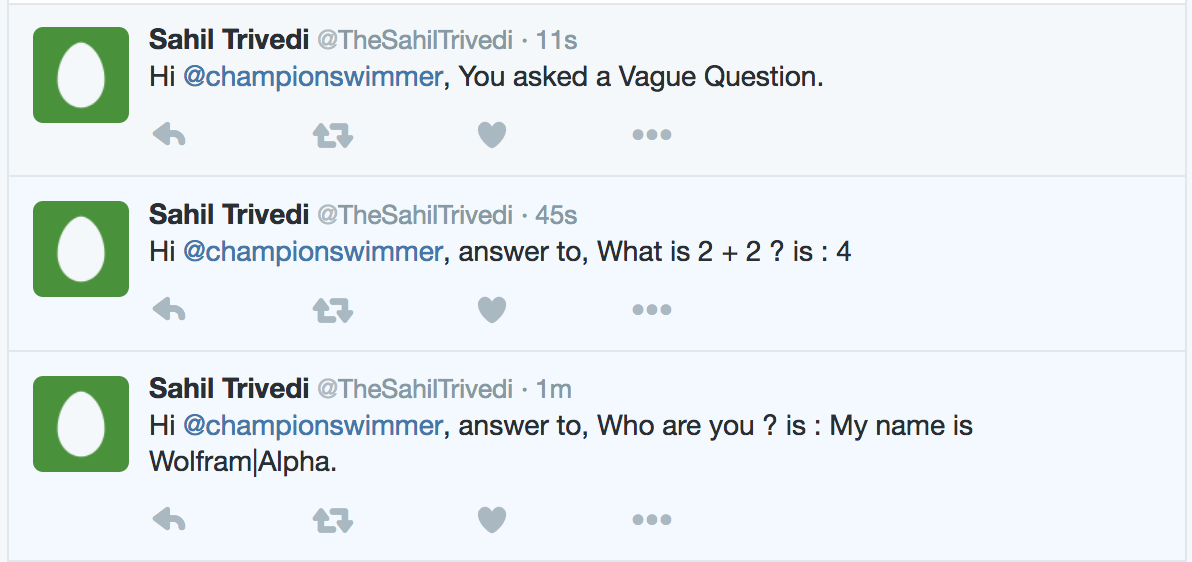 Sahil Trivedi @TheSahilTrivedi · 11s
Hi @championswimmer, You asked a Vague Question.
Sahil Trivedi @TheSahilTrivedi · 45s
Hi @championswimmer, answer to, What is 2 + 2 ? is : 4
Sahil Trivedi @TheSahilTrivedi · 1m
Hi @championswimmer, answer to, Who are you ? is : My name is
Wolfram|Alpha.